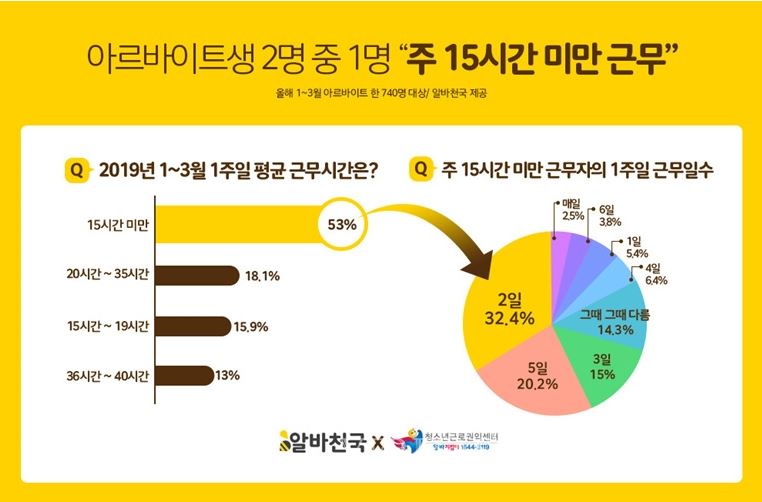 아르바이트생 2명 중 1명 “주 15시간 미만 근무”
올해 1~3월 아르바이트 한 740명 대상/ 알바천국 제공
Q 2019년 1~3월 1주일 평균 근무시간은?
15시간 미만
53%
20시간 ~ 35시간
18.1%
15시간 ~ 19시간
15.9%
36시간 ~ 40시간
13%
Q 주 15시간 미만 근무자의 1주일 근무일수
매일
2.5%
6일
3.8%
1일
5.4%
4일
6.4%
그때 그때 다름
14.3%
3일
15%
5일
20.2%
2일
32.4%
알바천국 X 청소년근로권익센터
1644-119